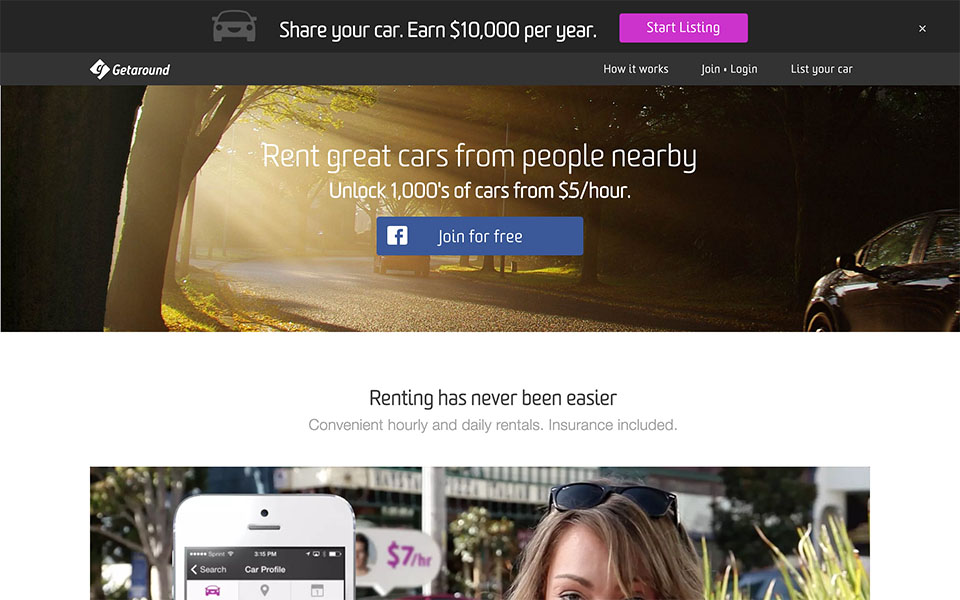 Share your car. Earn $10,000 per year.
Start Listing
×
Getaround
How it works
Join • Login
List your car
Rent great cars from people nearby
Unlock 1,000's of cars from $5/hour.
Join for free
Renting has never been easier
Convenient hourly and daily rentals. Insurance included.
PIZZA
Sprint
3:15 PM
Search
Car Profile
$7/hr